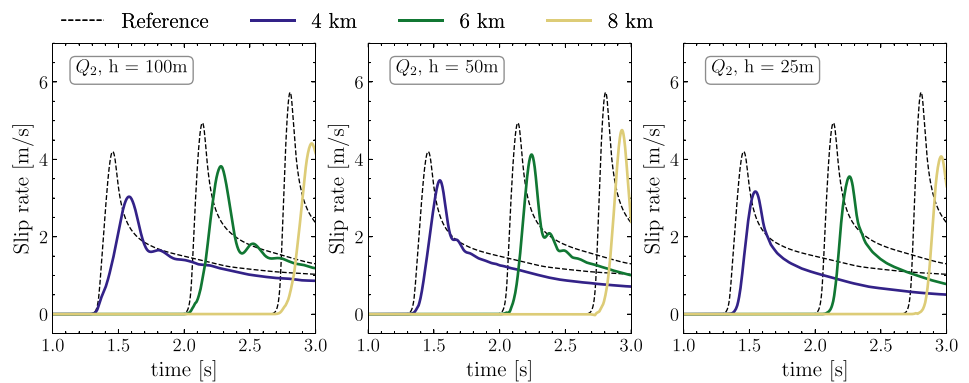 Reference 4 km 6 km 8 km
Q2, h = 100m
Slip rate [m/s]
6
4
2
0
1.0 1.5 2.0 2.5 3.0
time [s]
Q2, h = 50m
Slip rate [m/s]
6
4
2
0
1.0 1.5 2.0 2.5 3.0
time [s]
Q2, h = 25m
Slip rate [m/s]
6
4
2
0
1.0 1.5 2.0 2.5 3.0
time [s]